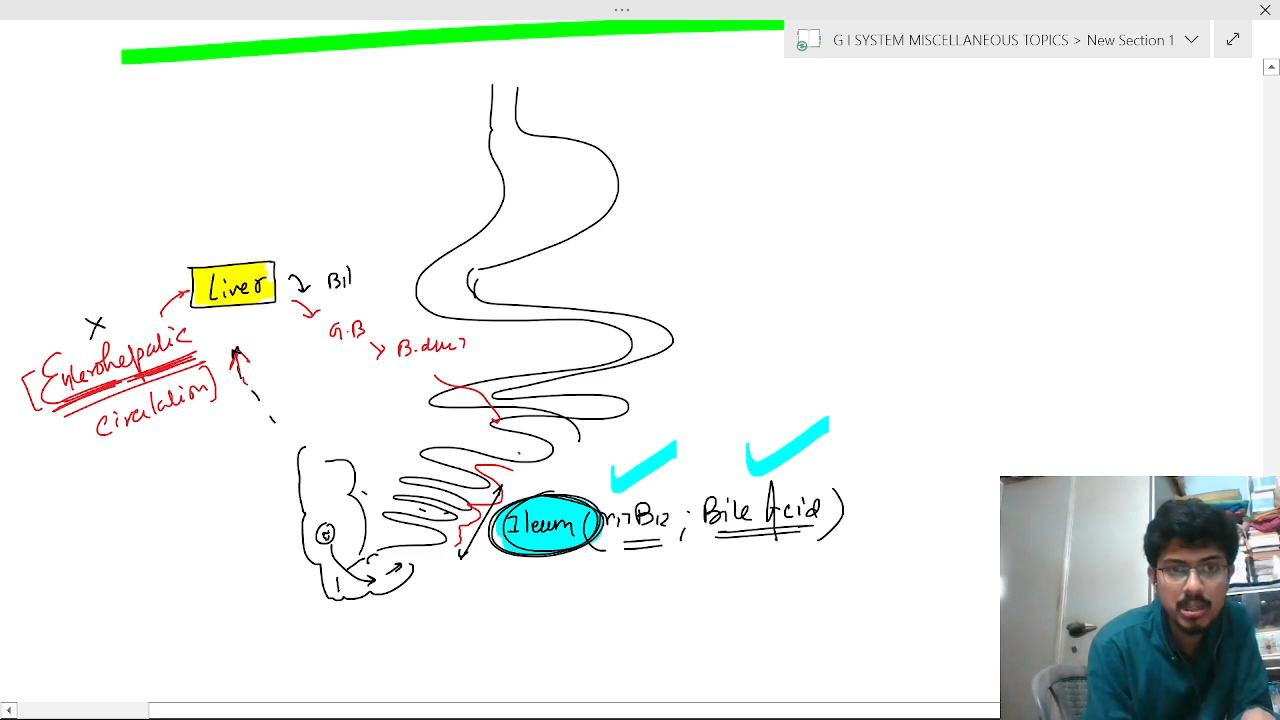 G I SYSTEM MISCELLANEOUS TOPICS > New Section 1
Liver
Bil
G.B
B.duct
X
[Enterohepatic
Circulation]
Ileum ( B12 ; Bile Acid )